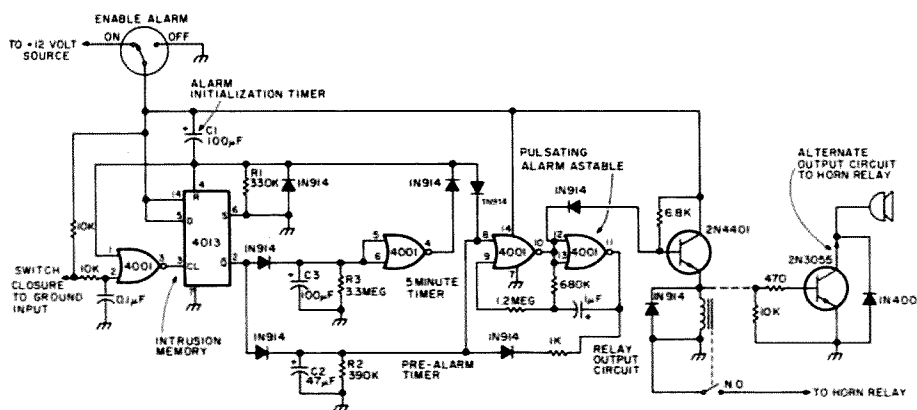 ENABLE ALARM
ON
OFF
TO +12 VOLT
SOURCE
ALARM
INITIALIZATION TIMER
+
C1
100µF
4
R
R1
330K
1N914
1N914
1N914
PULSATING
ALARM ASTABLE
ALTERNATE
OUTPUT CIRCUIT
TO HORN RELAY
14
5
D
S
6
4013
10K
10K
1
2
4001
3
3
CL
Q
2
7
SWITCH
CLOSURE
TO GROUND
INPUT
0.1µF
INTRUSION
MEMORY
1N914
+
C3
100µF
R3
3.3MEG
5
6
4001
4
5 MINUTE
TIMER
14
8
9
4001
10
7
1N914
12
13
4001
11
680K
1.2MEG
1µF
+
6.8K
2N4401
1N914
470
10K
2N3055
1N400
1N914
+
C2
47µF
R2
390K
PRE-ALARM
TIMER
1N914
1K
RELAY
OUTPUT
CIRCUIT
N.O.
TO HORN RELAY